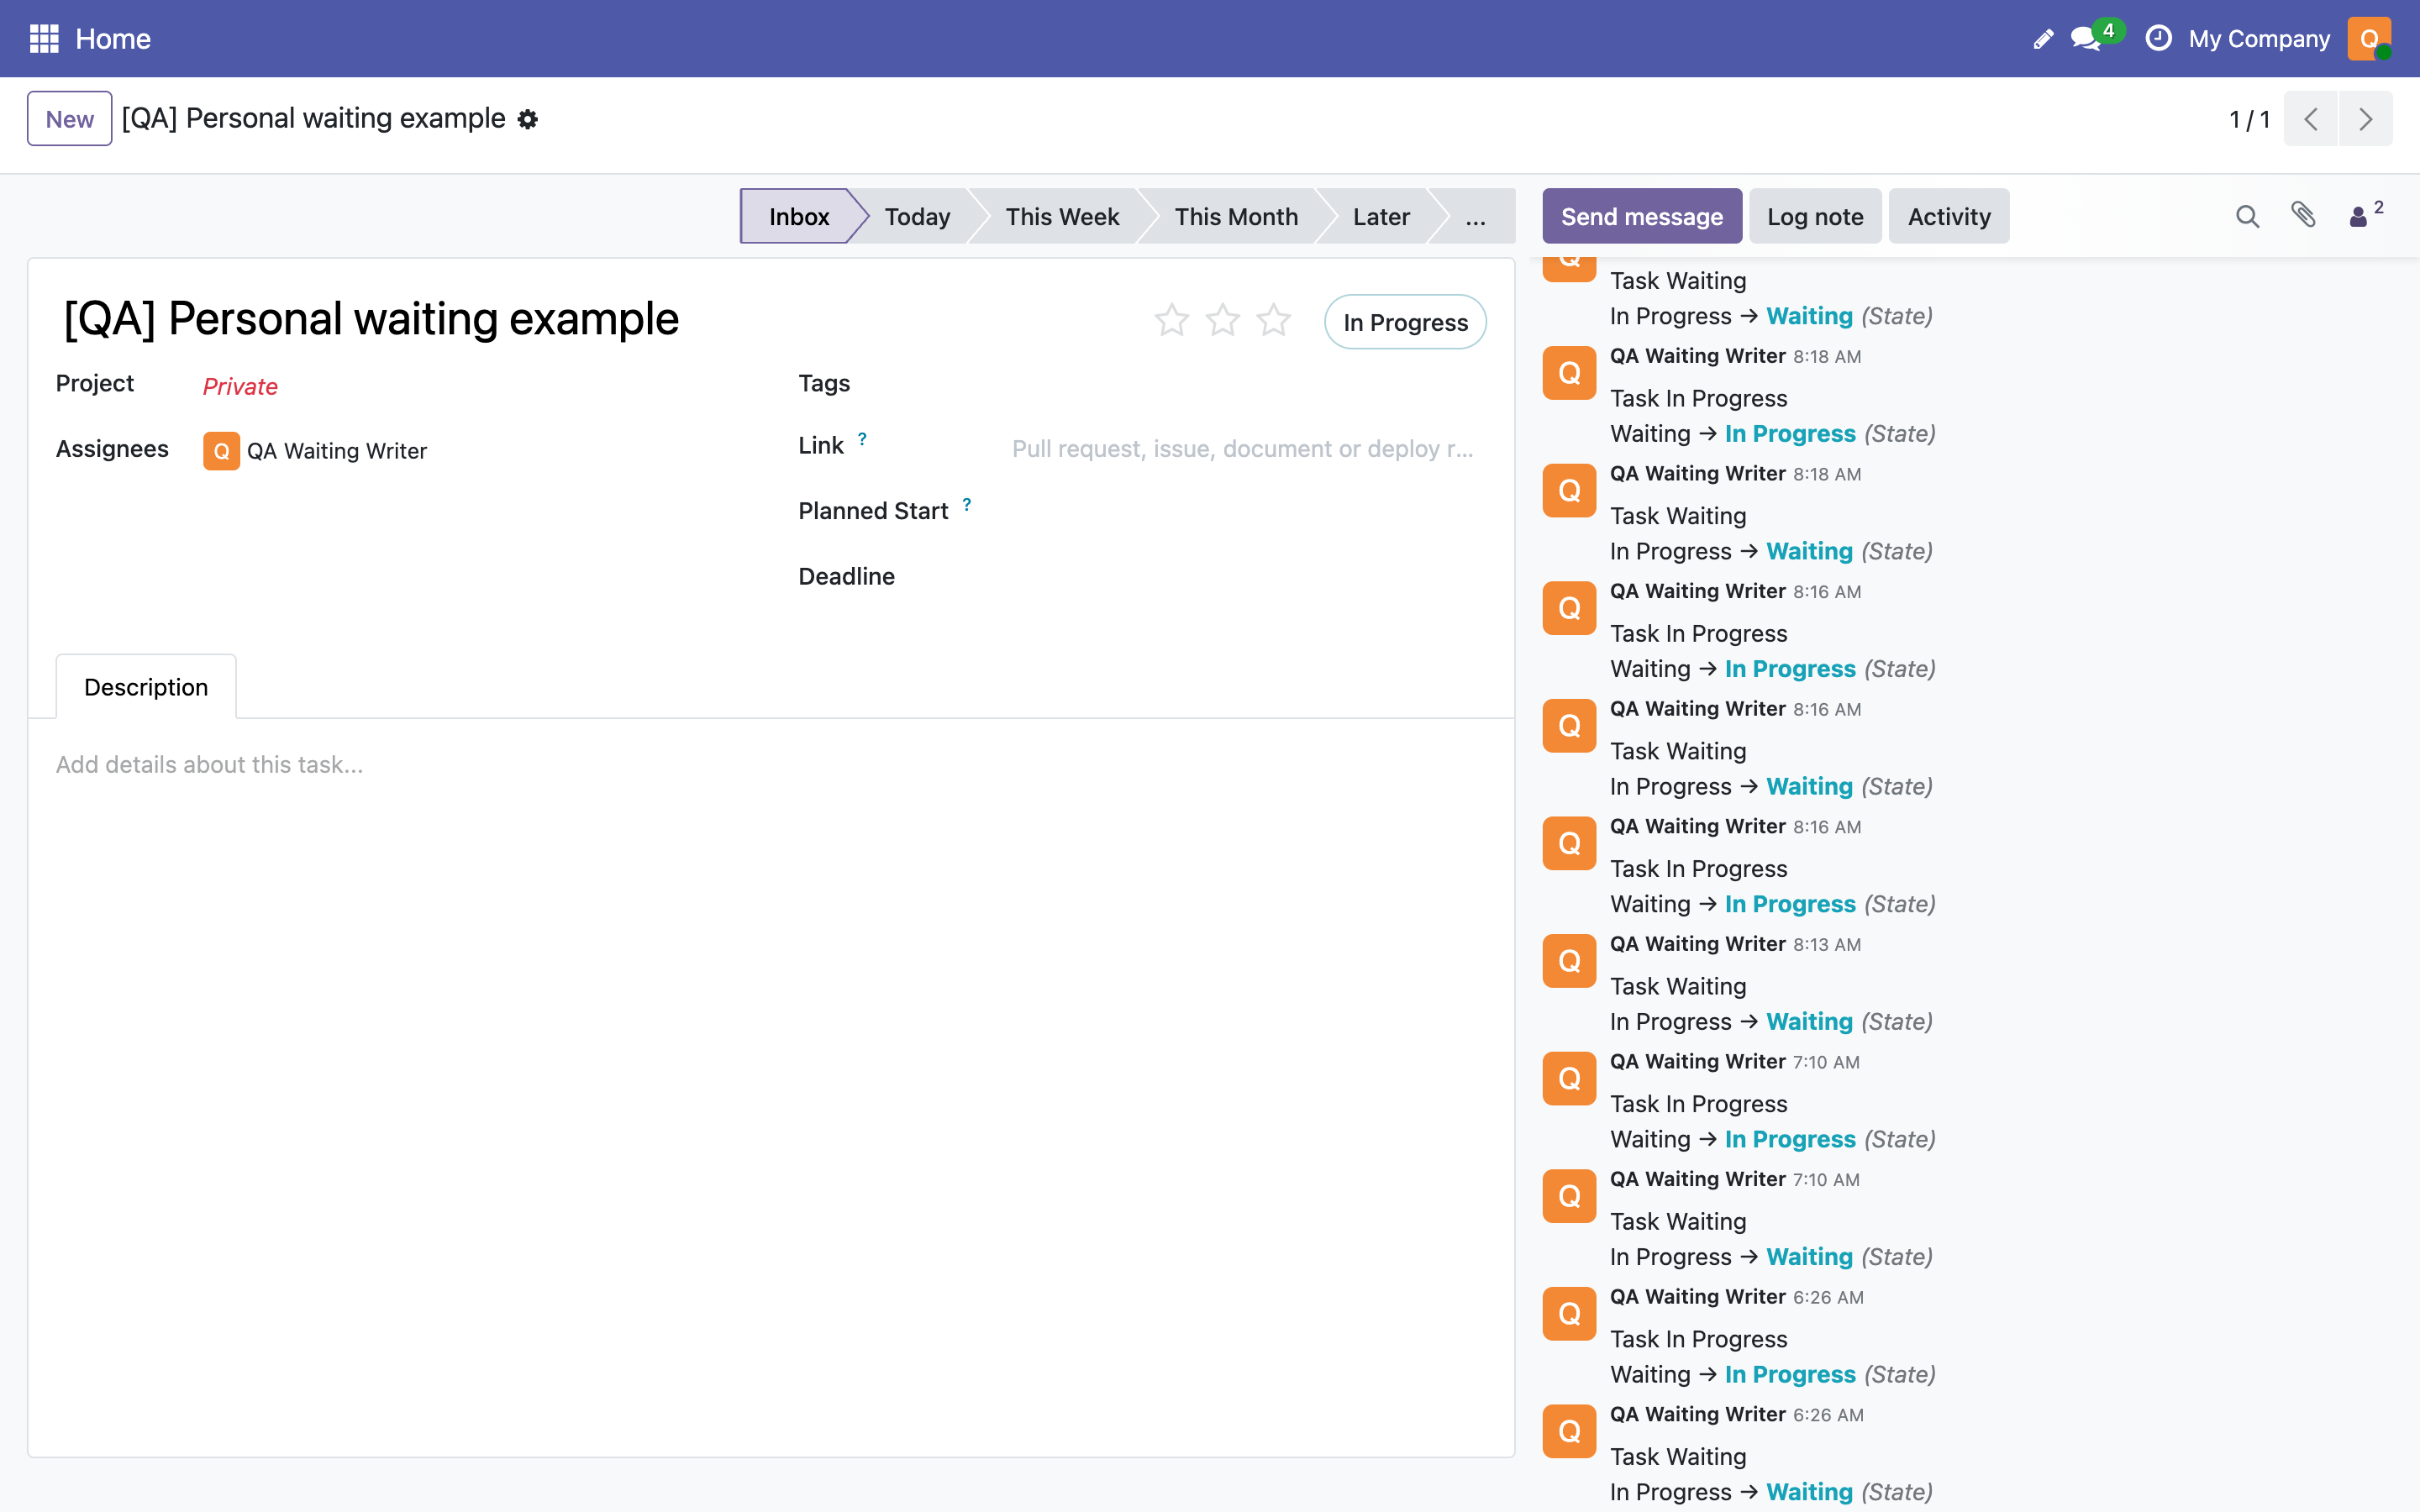 Home
4
My Company
Q
New
[QA] Personal waiting example
1 / 1
Inbox
Today
This Week
This Month
Later
...
Send message
Log note
Activity
2
[QA] Personal waiting example
In Progress
Project
Private
Assignees
Q
QA Waiting Writer
Tags
Link ?
Pull request, issue, document or deploy r...
Planned Start ?
Deadline
Description
Add details about this task...
Q
Task Waiting
In Progress → Waiting (State)
Q
QA Waiting Writer 8:18 AM
Task In Progress
Waiting → In Progress (State)
Q
QA Waiting Writer 8:18 AM
Task Waiting
In Progress → Waiting (State)
Q
QA Waiting Writer 8:16 AM
Task In Progress
Waiting → In Progress (State)
Q
QA Waiting Writer 8:16 AM
Task Waiting
In Progress → Waiting (State)
Q
QA Waiting Writer 8:16 AM
Task In Progress
Waiting → In Progress (State)
Q
QA Waiting Writer 8:13 AM
Task Waiting
In Progress → Waiting (State)
Q
QA Waiting Writer 7:10 AM
Task In Progress
Waiting → In Progress (State)
Q
QA Waiting Writer 7:10 AM
Task Waiting
In Progress → Waiting (State)
Q
QA Waiting Writer 6:26 AM
Task In Progress
Waiting → In Progress (State)
Q
QA Waiting Writer 6:26 AM
Task Waiting
In Progress → Waiting (State)